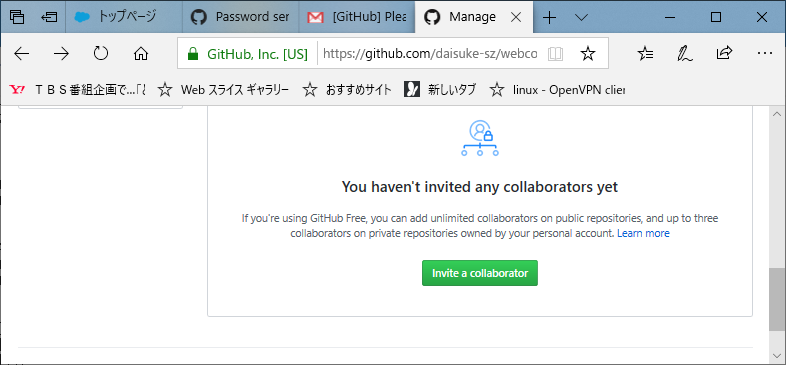 トップページ
Password ser
[GitHub] Plea
Manage
GitHub, Inc. [US]
https://github.com/daisuke-sz/webco
Y! TBS番組企画で...「
Web スライス ギャラリー
おすすめサイト
新しいタブ
linux - OpenVPN clien
You haven't invited any collaborators yet
If you're using GitHub Free, you can add unlimited collaborators on public repositories, and up to three
collaborators on private repositories owned by your personal account. Learn more
Invite a collaborator